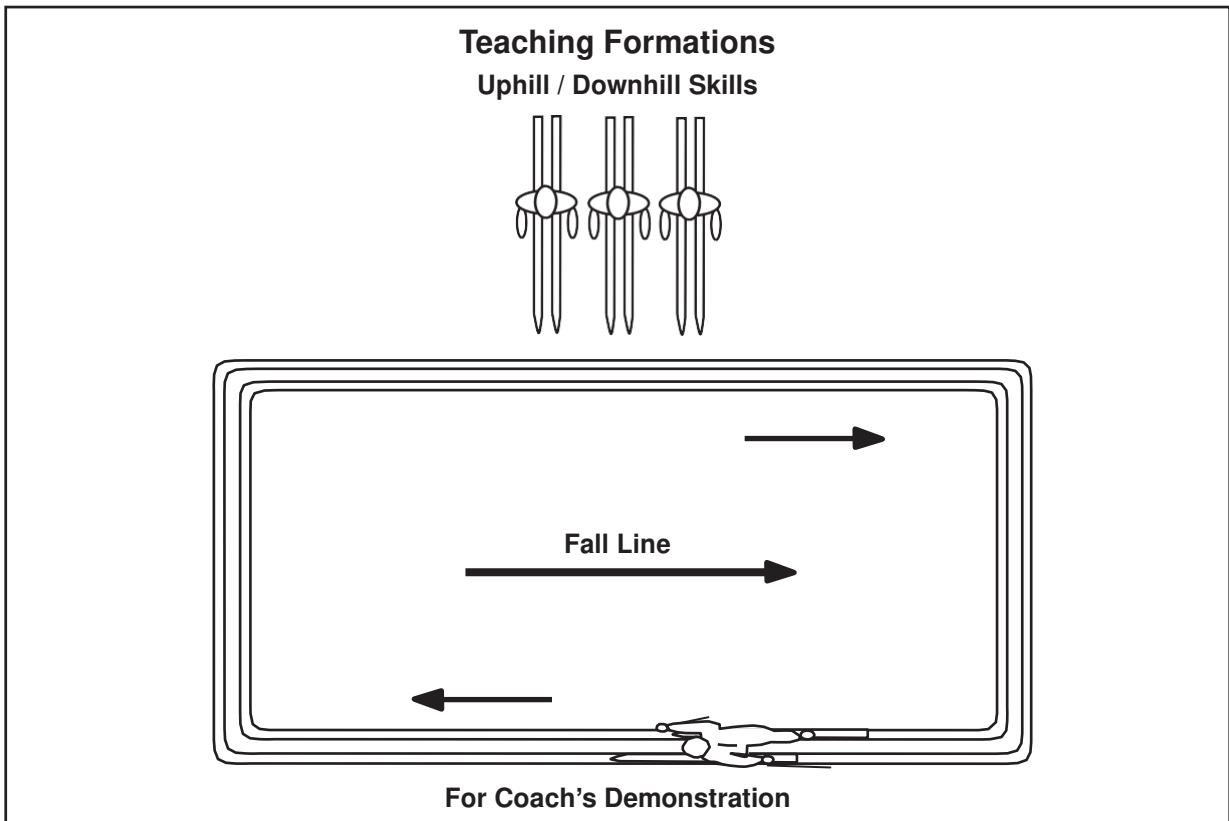 Teaching Formations
Uphill / Downhill Skills
Fall Line
For Coach's Demonstration